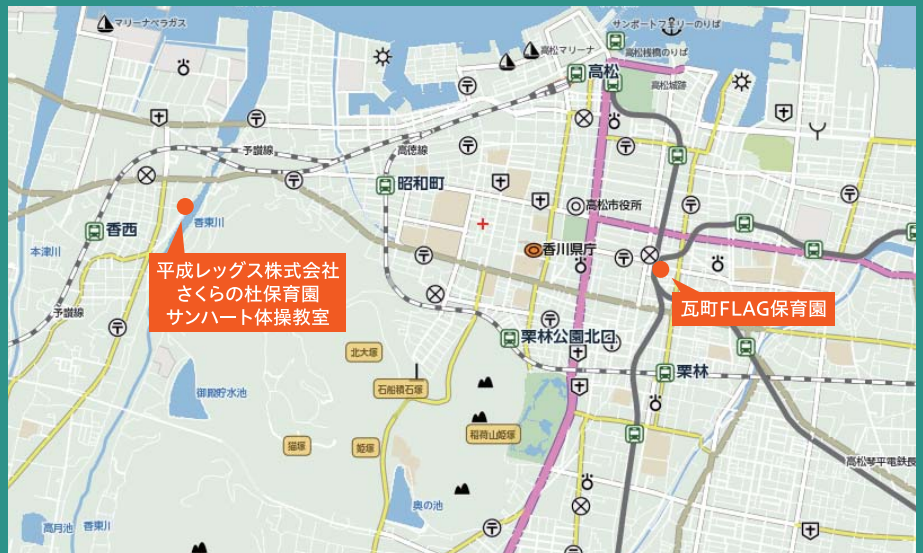 マリーナペラガス
サンポートフェリーのりば
高松マリーナ
高松桟橋のりば
高松
高松城跡
予讃線
高徳線
昭和町
高松市役所
香西
香東川
本津川
香川県庁
平成レッグス株式会社
さくらの杜保育園
サンハート体操教室
瓦町FLAG保育園
予讃線
栗林公園北口
北大塚
栗林
石船積石塚
御殿貯水池
稲荷山姫塚
猫塚
姫塚
高松琴平電鉄長
奥の池
高月池
香東川